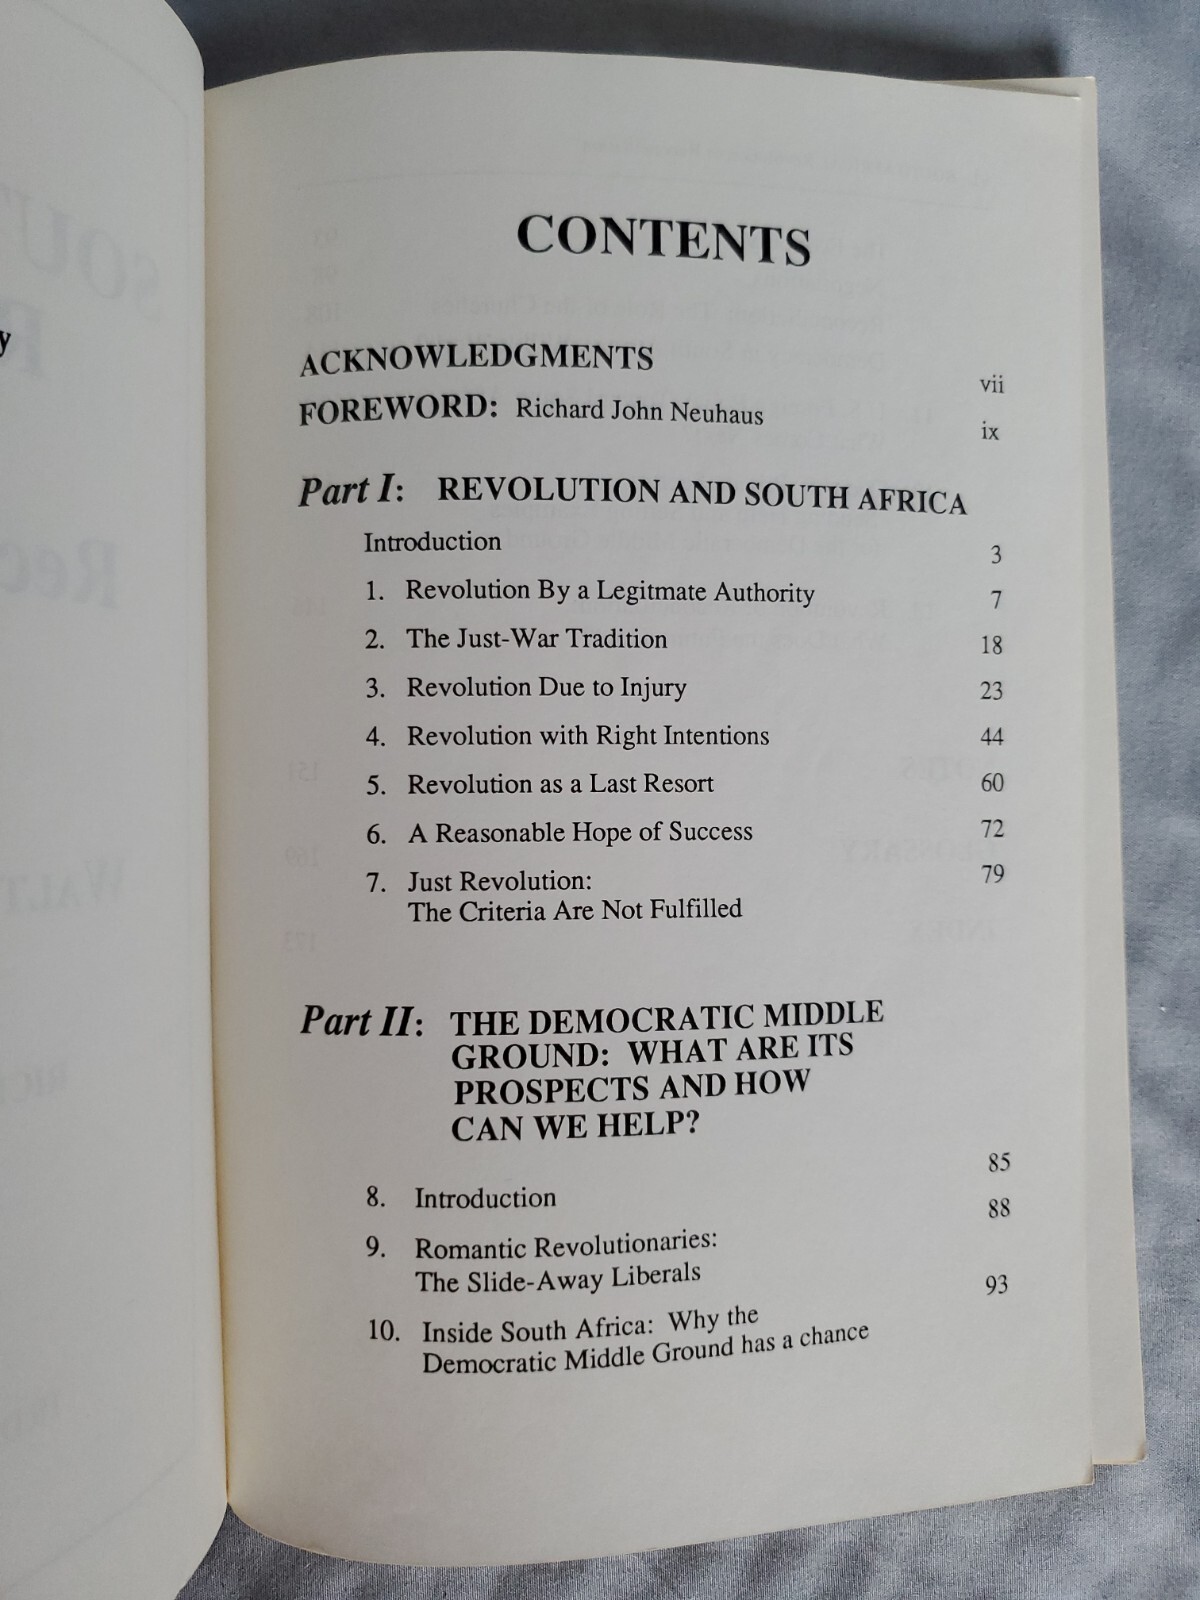 CONTENTS
ACKNOWLEDGMENTS vii
FOREWORD: Richard John Neuhaus ix
Part I: REVOLUTION AND SOUTH AFRICA
Introduction 3
1. Revolution By a Legitmate Authority 7
2. The Just-War Tradition 18
3. Revolution Due to Injury 23
4. Revolution with Right Intentions 44
5. Revolution as a Last Resort 60
6. A Reasonable Hope of Success 72
7. Just Revolution: 79
The Criteria Are Not Fulfilled
Part II: THE DEMOCRATIC MIDDLE
GROUND: WHAT ARE ITS
PROSPECTS AND HOW
CAN WE HELP?
8. Introduction 85
9. Romantic Revolutionaries: 88
The Slide-Away Liberals
10. Inside South Africa: Why the 93
Democratic Middle Ground has a chance